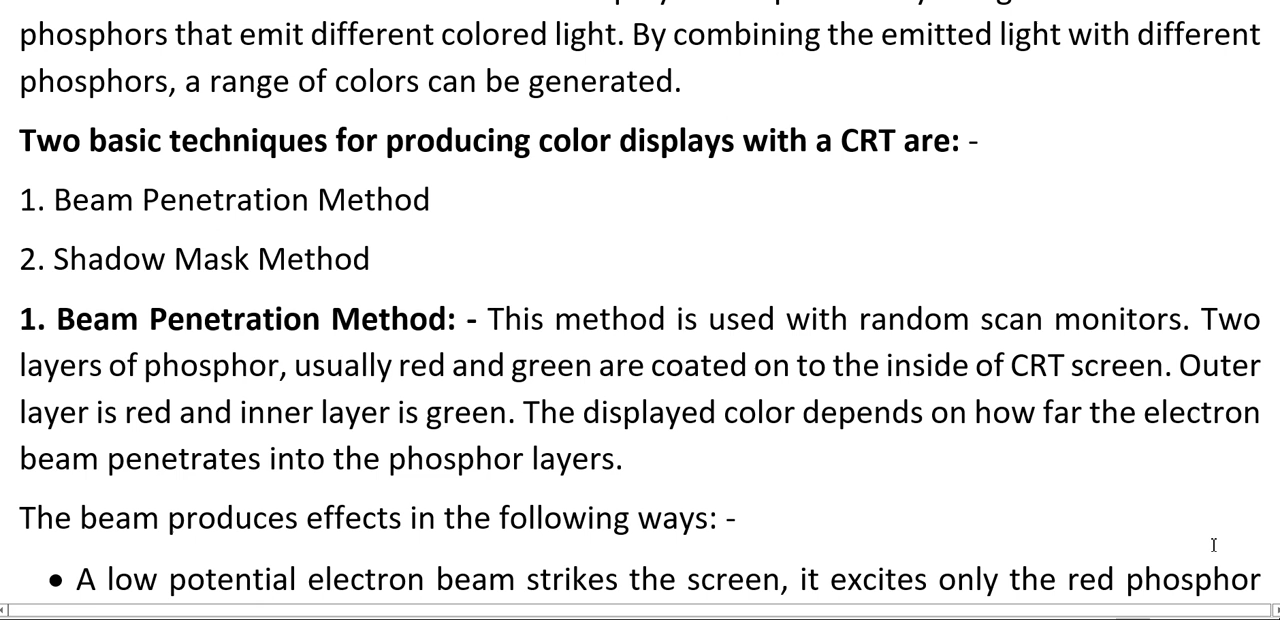 phosphors that emit different colored light. By combining the emitted light with different
phosphors, a range of colors can be generated.
Two basic techniques for producing color displays with a CRT are: -
1. Beam Penetration Method
2. Shadow Mask Method
1. Beam Penetration Method: - This method is used with random scan monitors. Two
layers of phosphor, usually red and green are coated on to the inside of CRT screen. Outer
layer is red and inner layer is green. The displayed color depends on how far the electron
beam penetrates into the phosphor layers.
The beam produces effects in the following ways: -
• A low potential electron beam strikes the screen, it excites only the red phosphor